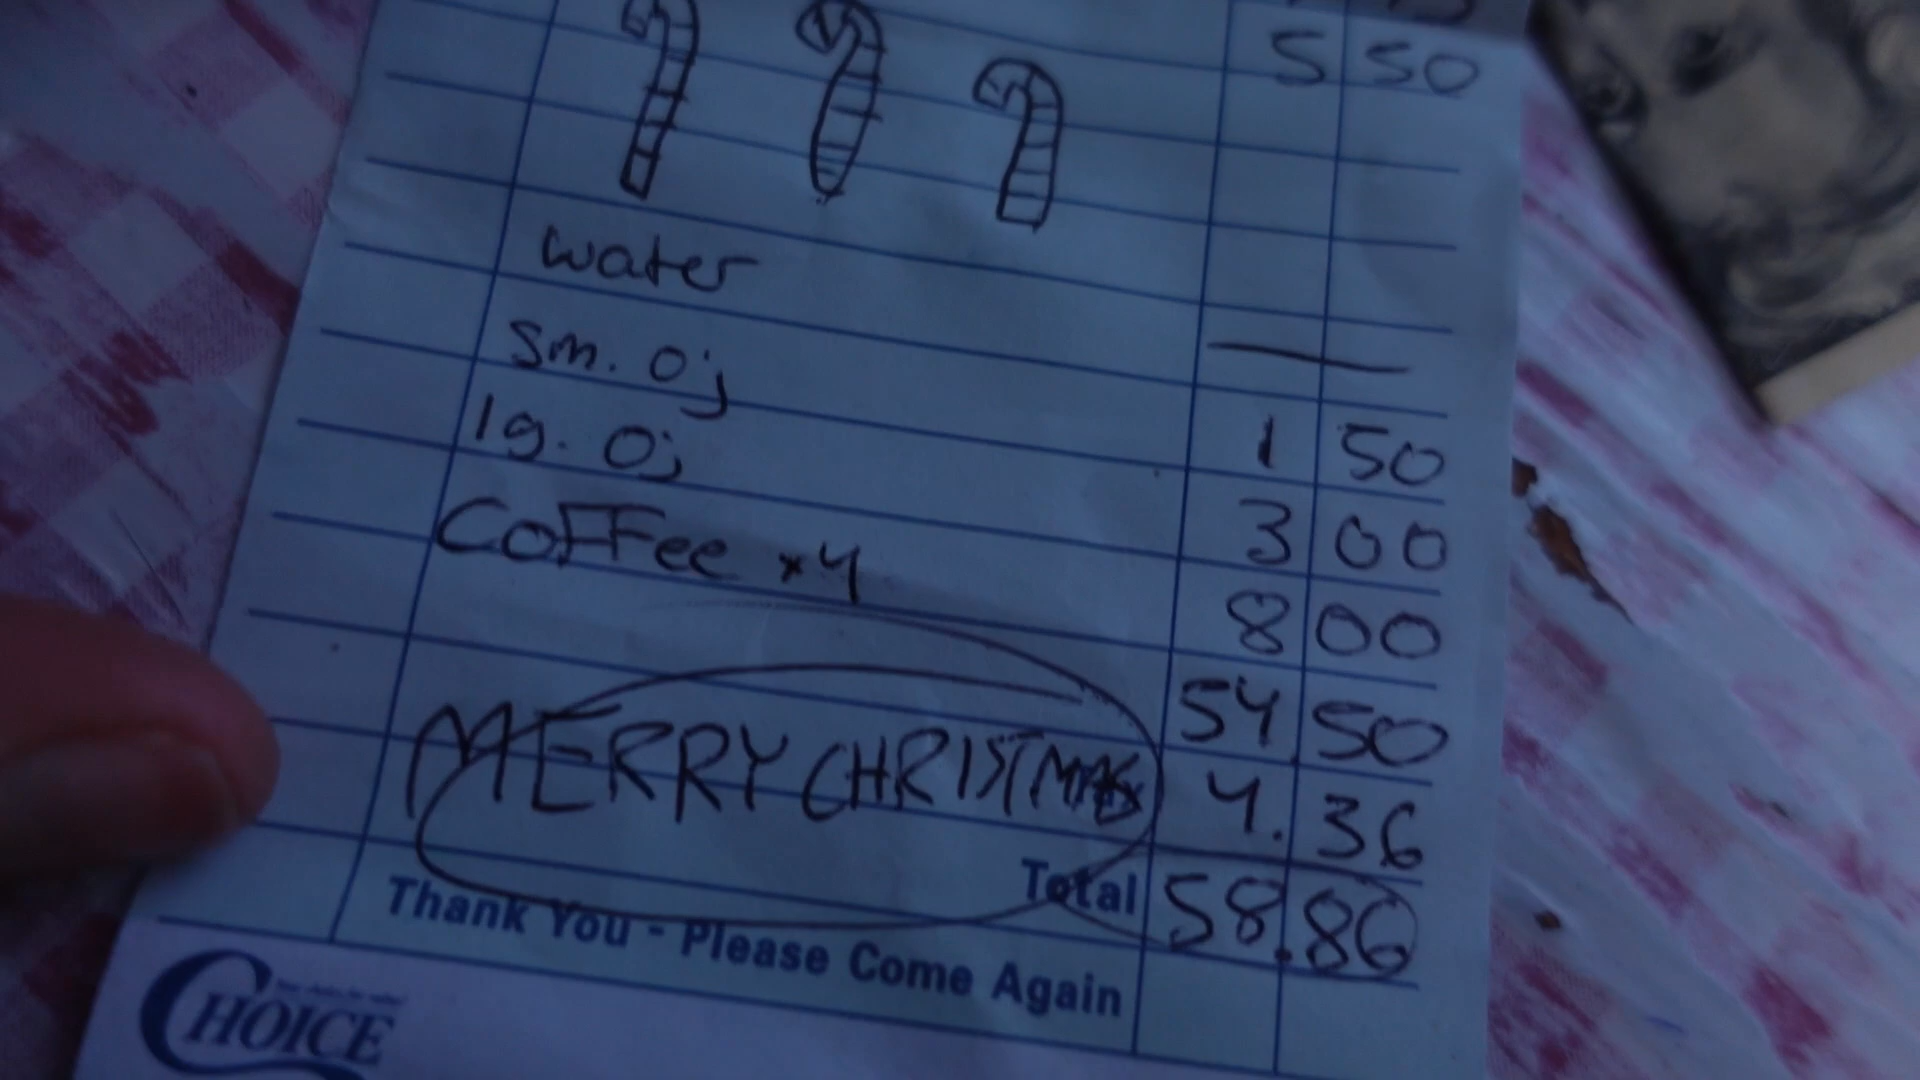 5 50
water —
sm. oj 1 50
lg. oj 3 00
Coffee x4 8 00
54 50
MERRY CHRISTMAS 4.36
Total 58.86
Thank You - Please Come Again
CHOICE